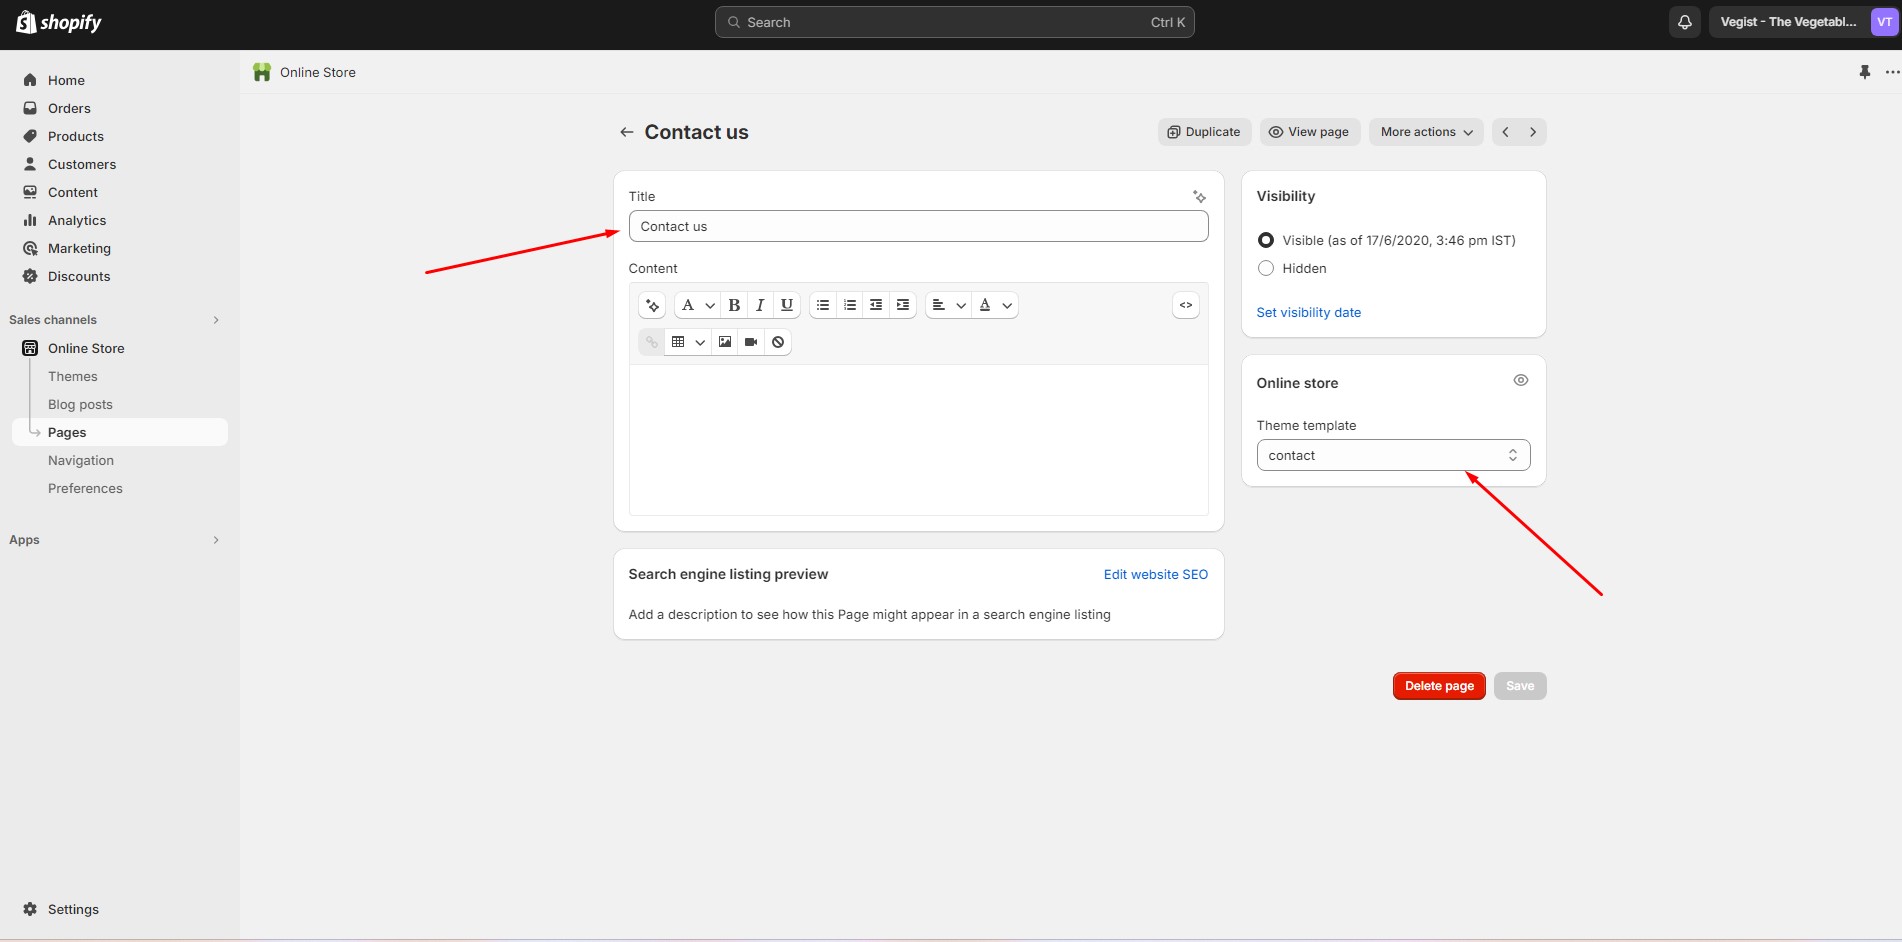 shopify
Search
Ctrl K
Vegist - The Vegetabl...
VT
Home
Orders
Products
Customers
Content
Analytics
Marketing
Discounts
Sales channels
Online Store
Themes
Blog posts
Pages
Navigation
Preferences
Apps
Settings
Online Store
Contact us
Duplicate
View page
More actions
Title
Contact us
Content
A
B
I
U
A
Search engine listing preview
Edit website SEO
Add a description to see how this Page might appear in a search engine listing
Visibility
Visible (as of 17/6/2020, 3:46 pm IST)
Hidden
Set visibility date
Online store
Theme template
contact
Delete page
Save